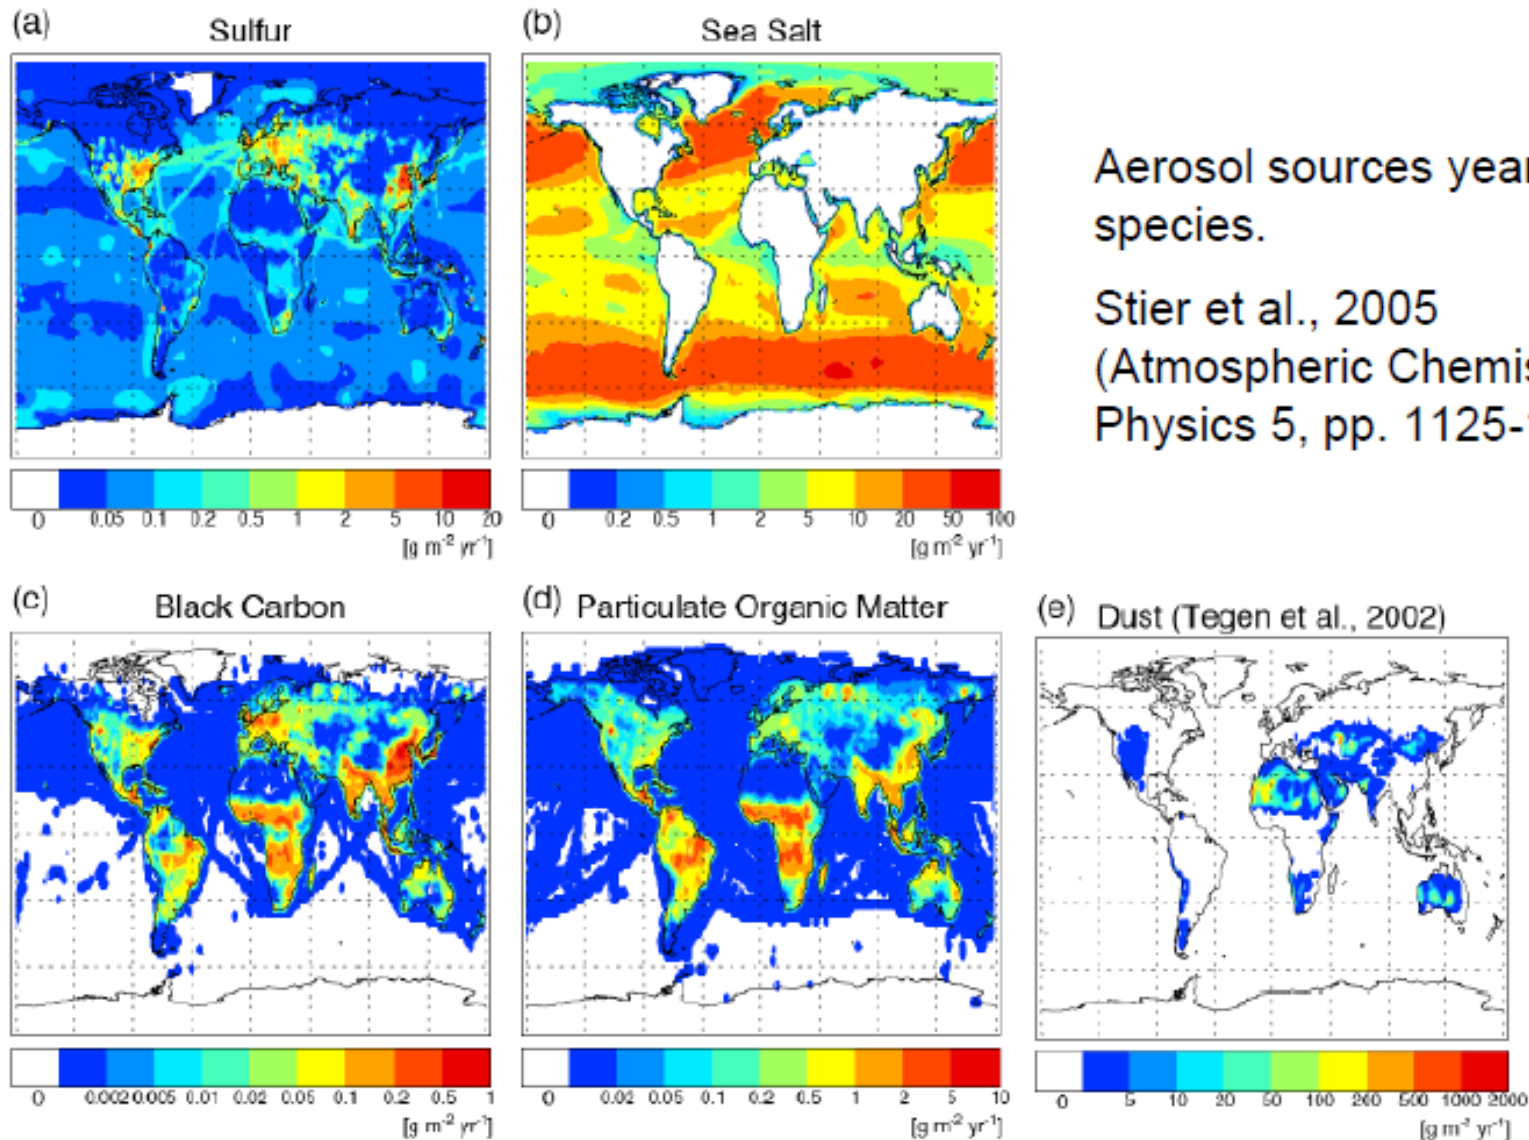 (a) Sulfur
(b) Sea Salt
0 0.05 0.1 0.2 0.5 1 2 5 10 20
[g m⁻² yr⁻¹]
0 0.2 0.5 1 2 5 10 20 50 100
[g m⁻² yr⁻¹]
Aerosol sources year
species.
Stier et al., 2005
(Atmospheric Chemis
Physics 5, pp. 1125-
(c) Black Carbon
(d) Particulate Organic Matter
(e) Dust (Tegen et al., 2002)
0 0.002 0.005 0.01 0.02 0.05 0.1 0.2 0.5 1
[g m⁻² yr⁻¹]
0 0.02 0.05 0.1 0.2 0.5 1 2 5 10
[g m⁻² yr⁻¹]
0 5 10 20 50 100 200 500 1000 2000
[g m⁻² yr⁻¹]